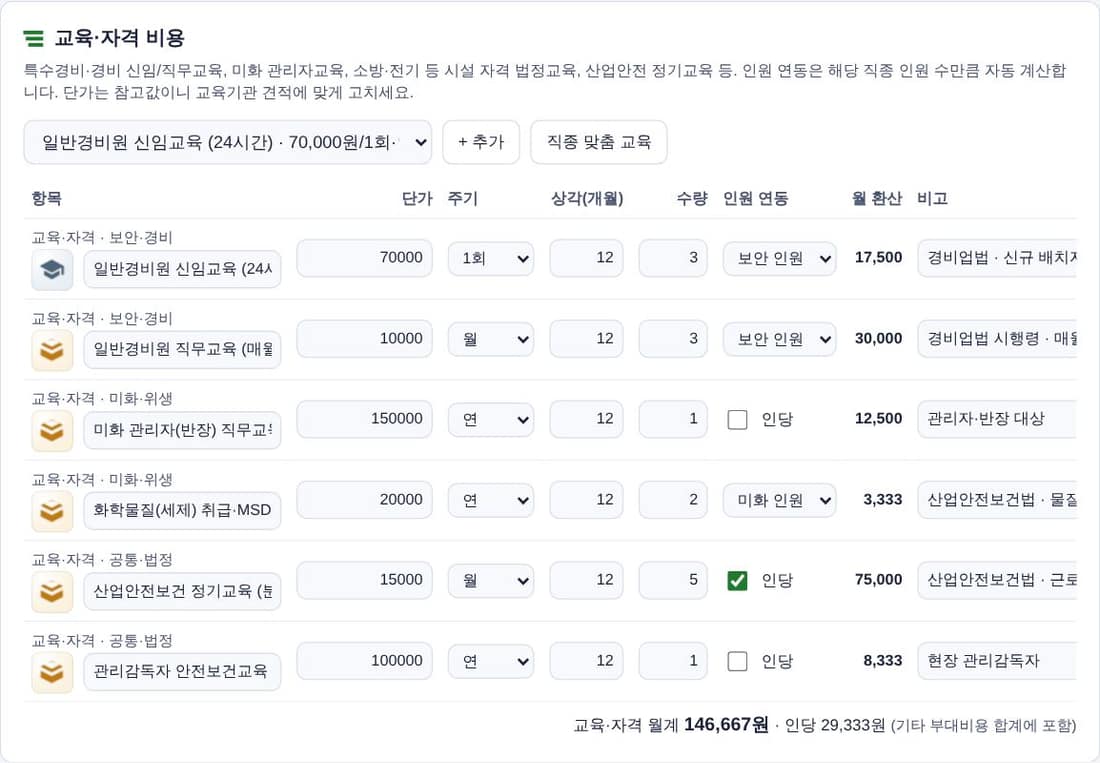 교육·자격 비용
특수경비·경비 신임/직무교육, 미화 관리자교육, 소방·전기 등 시설 자격 법정교육, 산업안전 정기교육 등. 인원 연동은 해당 직종 인원 수만큼 자동 계산합
니다. 단가는 참고값이니 교육기관 견적에 맞게 고치세요.
일반경비원 신임교육 (24시간) · 70,000원/1회· + 추가 직종 맞춤 교육
항목 단가 주기 상각(개월) 수량 인원 연동 월 환산 비고
교육·자격 · 보안·경비
일반경비원 신임교육 (24 70000 1회 12 3 보안 인원 17,500 경비업법 · 신규 배치
교육·자격 · 보안·경비
일반경비원 직무교육 (매월 10000 월 12 3 보안 인원 30,000 경비업법 시행령 · 매월
교육·자격 · 미화·위생
미화 관리자(반장) 직무교 150000 연 12 1 인당 12,500 관리자·반장 대상
교육·자격 · 미화·위생
화학물질(세제) 취급·MSD 20000 연 12 2 미화 인원 3,333 산업안전보건법 · 물질
교육·자격 · 공통·법정
산업안전보건 정기교육 ( 15000 월 12 5 인당 75,000 산업안전보건법 · 근로
교육·자격 · 공통·법정
관리감독자 안전보건교육 100000 연 12 1 인당 8,333 현장 관리감독자
교육·자격 월계 146,667원 · 인당 29,333원 (기타 부대비용 합계에 포함)